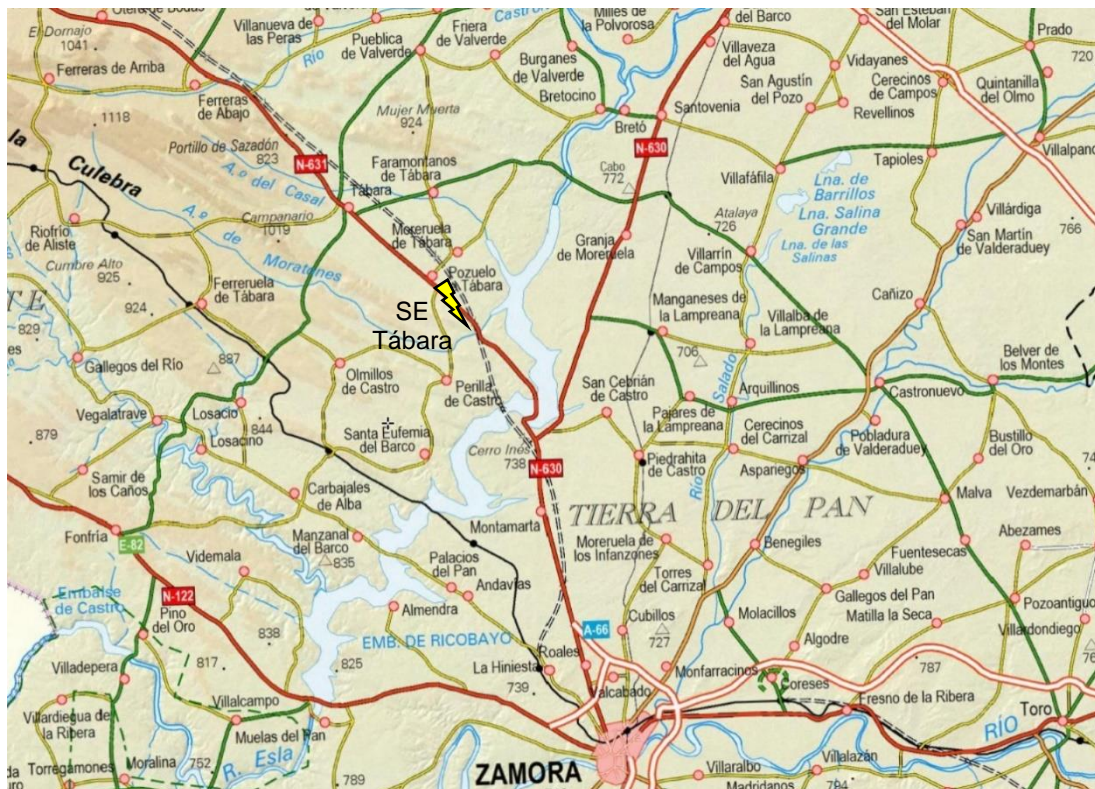 Otero de Bodas
Villanueva de
las Peras
Pueblica
de Valverde
Friera
de Valverde
Castrón
Milles de
la Polvorosa
del Barco
San Esteban
del Molar
Prado
720
El Dornajo
1041
Ferreras de Arriba
Río
Burganes
de Valverde
Villaveza
del Agua
Vidayanes
Cerecinos
de Campos
Quintanilla
del Olmo
Ferreras
de Abajo
1118
Mujer Muerta
924
Bretocino
Bretó
Santovenia
San Agustín
del Pozo
Revellinos
la
Culebra
Portillo de Sazadón
823
N-631
A.º del Casal
Faramontanos
de Tábara
N-630
Cabo
772
Tapioles
Villalpando
Villafáfila
Lna. de
Barrillos
Lna. Salina
Grande
Lna. de las
Salinas
Tábara
Riofrío
de Aliste
A.º
de
Moratones
Campanario
1019
Moreruela
de Tábara
Granja
de Moreruela
Atalaya
726
Villárdiga
766
San Martín
de Valderaduey
Cumbre Alto
925
924
Ferreruela
de Tábara
Pozuelo
Tábara
Villarrín
de Campos
TE
829
SE
Tábara
Manganeses de
la Lampreana
Villalba de
la Lampreana
Cañizo
Gallegos del Río
887
Olmillos
de Castro
Perilla
de Castro
706
Belver de
los Montes
San Cebrián
de Castro
Salado
Arquillinos
Castronuevo
Vegalatrave
Losacio
844
Losacino
Santa Eufemia
del Barco
Cerro Inés
738
Pajares de
la Lampreana
Cerecinos
del Carrizal
Pobladura
de Valderaduey
Bustillo
del Oro
879
Samir de
los Caños
Carbajales
de Alba
N-630
Piedrahita
de Castro
Río
Aspariegos
Malva
Vezdemarbán
Fonfría
E-82
Manzanal
del Barco
835
Montamarta
TIERRA DEL PAN
Moreruela de
los Infanzones
Benegiles
Fuentesecas
Abezames
Videmala
Palacios
del Pan
Andavías
Torres
del Carrizal
Villalube
Embalse
de Castro
N-122
Pino
del Oro
Almendra
Cubillos
727
Molacillos
Gallegos del Pan
Matilla la Seca
Pozoantiguo
838
EMB. DE RICOBAYO
A-66
Algodre
Villardondiego
817
825
La Hiniesta
739
Roales
Monfarracinos
787
Villadepera
Villalcampo
Valcabado
Coreses
Fresno de la Ribera
Toro
Villardiegua de
la Ribera
Muelas del Pan
RÍO
R. Esla
Torregamones
Moralina
752
789
ZAMORA
Villaralbo
Madridanos
Villalazán
794